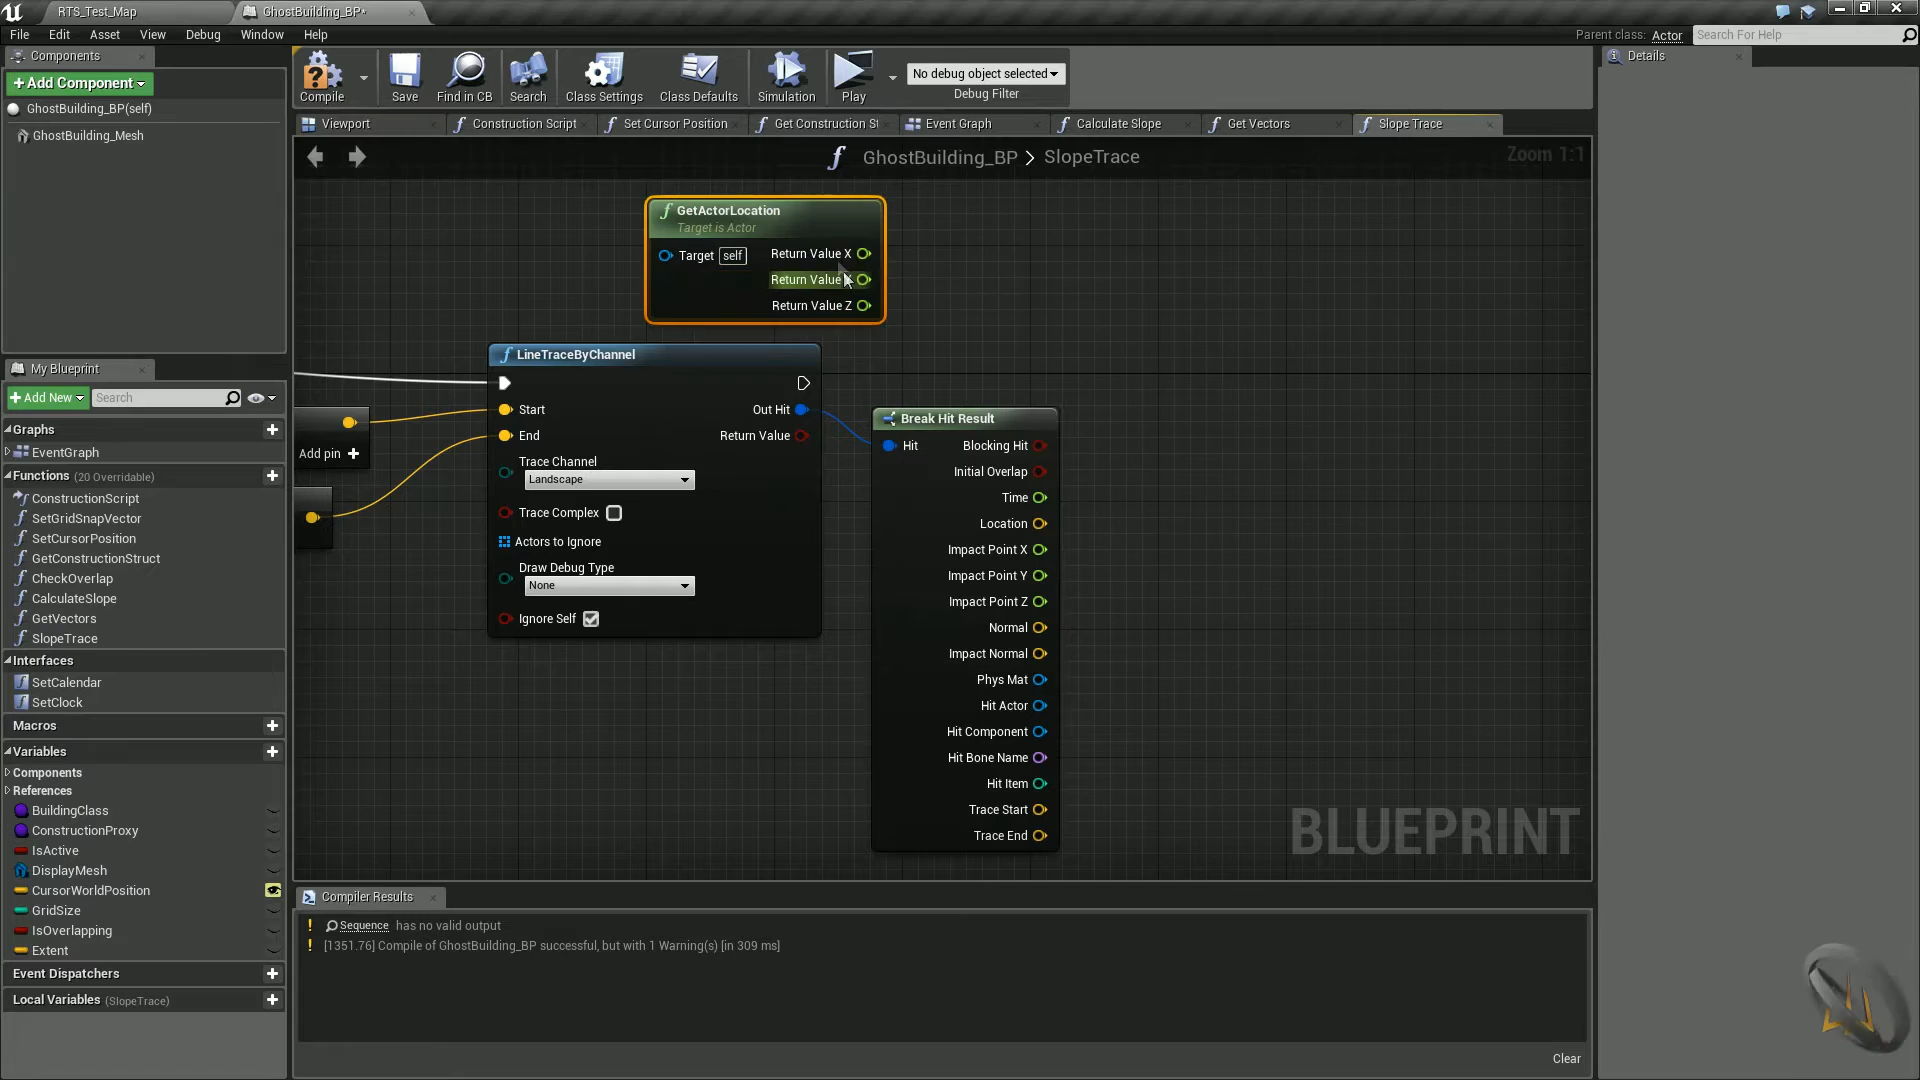 RTS_Test_Map
GhostBuilding_BP*
File Edit Asset View Debug Window Help
Parent class: Actor
Search For Help
Components
Details
+Add Component
GhostBuilding_BP(self)
GhostBuilding_Mesh
Compile
Save
Find in CB
Search
Class Settings
Class Defaults
Simulation
Play
No debug object selected
Debug Filter
Viewport
Construction Script
Set Cursor Position
Get Construction St
Event Graph
Calculate Slope
Get Vectors
Slope Trace
GhostBuilding_BP > SlopeTrace
Zoom 1:1
GetActorLocation
Target is Actor
Target self
Return Value X
Return Value
Return Value Z
LineTraceByChannel
Start
Out Hit
End
Return Value
Trace Channel
Landscape
Trace Complex
Actors to Ignore
Draw Debug Type
None
Ignore Self
Add pin +
Break Hit Result
Hit
Blocking Hit
Initial Overlap
Time
Location
Impact Point X
Impact Point Y
Impact Point Z
Normal
Impact Normal
Phys Mat
Hit Actor
Hit Component
Hit Bone Name
Hit Item
Trace Start
Trace End
BLUEPRINT
My Blueprint
+Add New
Search
Graphs
EventGraph
Functions (20 Overridable)
ConstructionScript
SetGridSnapVector
SetCursorPosition
GetConstructionStruct
CheckOverlap
CalculateSlope
GetVectors
SlopeTrace
Interfaces
SetCalendar
SetClock
Macros
Variables
Components
References
BuildingClass
ConstructionProxy
IsActive
DisplayMesh
CursorWorldPosition
GridSize
IsOverlapping
Extent
Event Dispatchers
Local Variables (SlopeTrace)
Compiler Results
! Sequence has no valid output
! [1351.76] Compile of GhostBuilding_BP successful, but with 1 Warning(s) [in 309 ms]
Clear